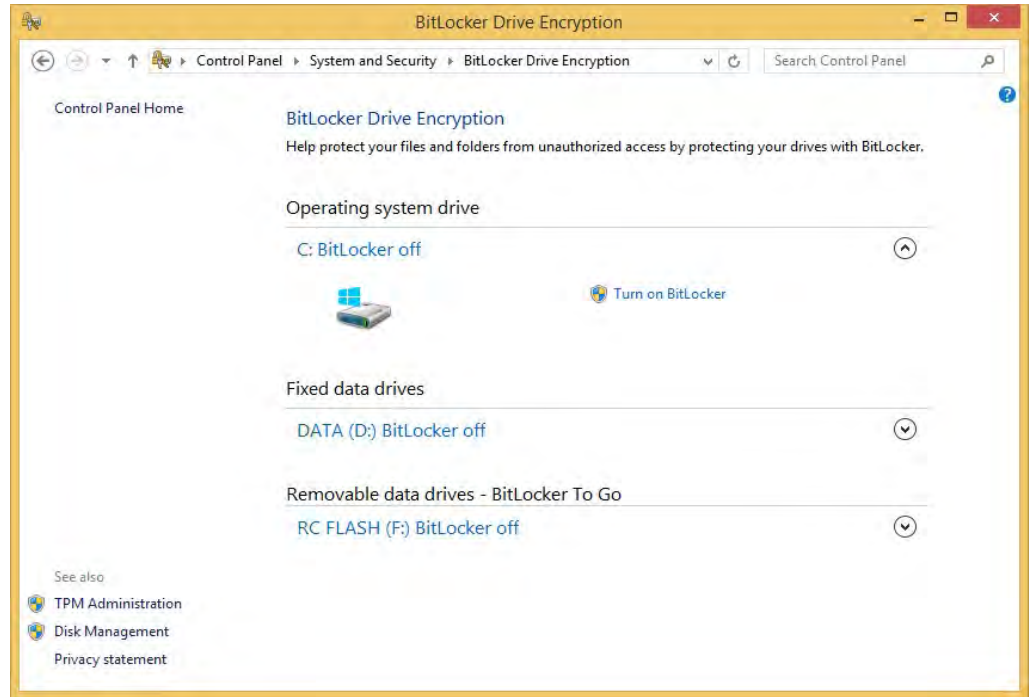 BitLocker Drive Encryption
Control Panel System and Security BitLocker Drive Encryption Search Control Panel
Control Panel Home
BitLocker Drive Encryption
Help protect your files and folders from unauthorized access by protecting your drives with BitLocker.
Operating system drive
C: BitLocker off
Turn on BitLocker
Fixed data drives
DATA (D:) BitLocker off
Removable data drives - BitLocker To Go
RC FLASH (F:) BitLocker off
See also
TPM Administration
Disk Management
Privacy statement